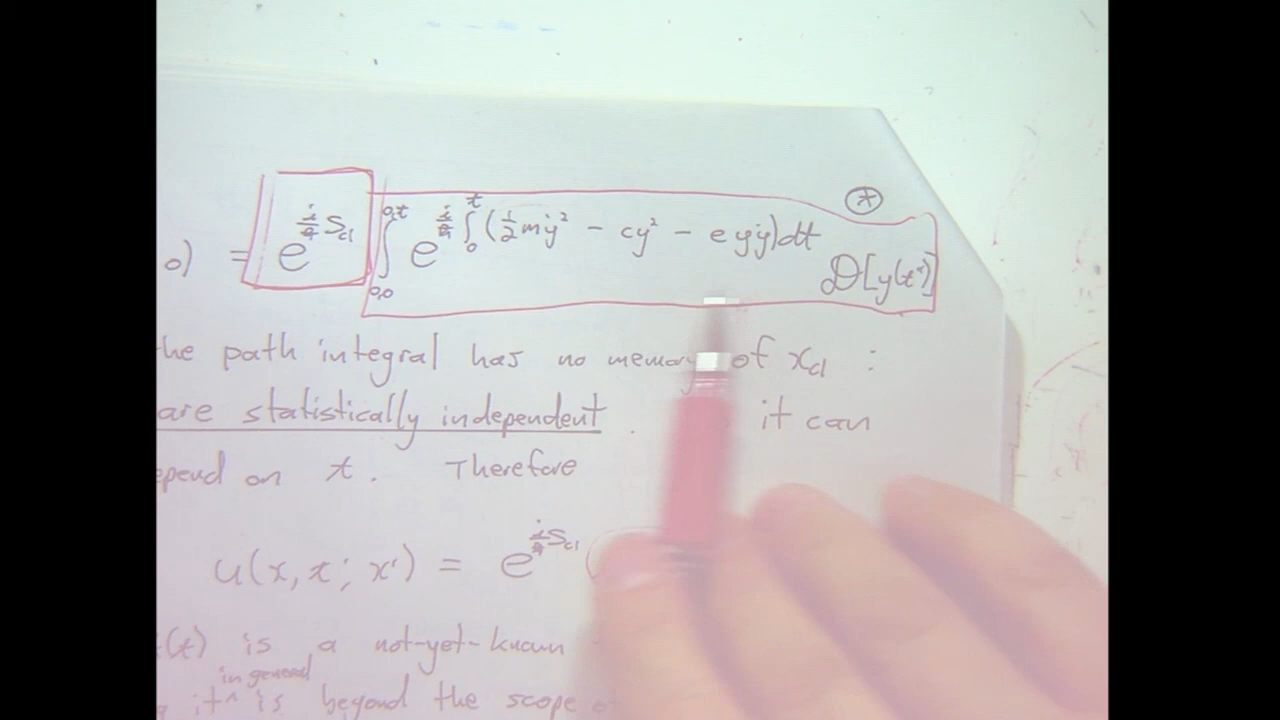 o) = e^{i/ħ S_cl} ∫_{0,0}^{0,t} e^{i/ħ ∫_0^t (½mẏ² - cy² - eyẏ)dt} 𝒟[y(t")] ⊛
the path integral has no memory of x_cl :
are statistically independent . it can
epend on t. Therefore
U(x,t; x') = e^{i/ħ S_cl}
(t) is a not-yet-known
in general
it^ is beyond the scope